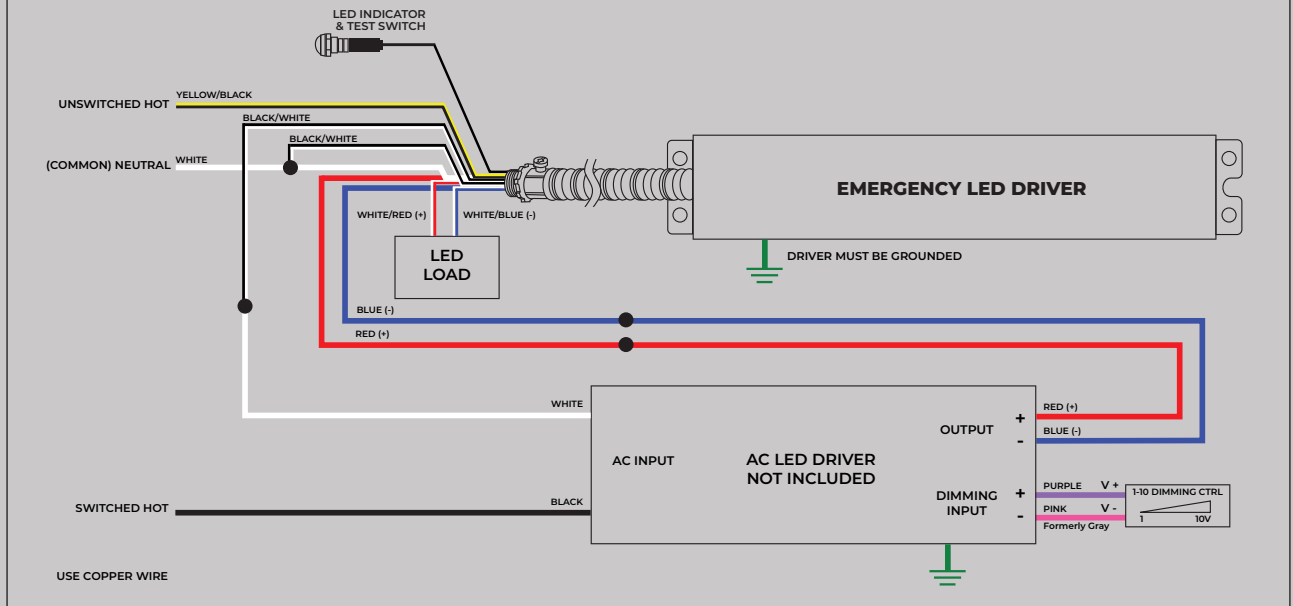 LED INDICATOR
& TEST SWITCH
UNSWITCHED HOT
YELLOW/BLACK
BLACK/WHITE
BLACK/WHITE
(COMMON) NEUTRAL
WHITE
EMERGENCY LED DRIVER
WHITE/RED (+)
WHITE/BLUE (-)
LED
LOAD
DRIVER MUST BE GROUNDED
BLUE (-)
RED (+)
WHITE
AC INPUT
AC LED DRIVER
NOT INCLUDED
OUTPUT
+
-
RED (+)
BLUE (-)
SWITCHED HOT
BLACK
DIMMING
INPUT
+
-
PURPLE V +
PINK V -
Formerly Gray
1-10 DIMMING CTRL
1 10V
USE COPPER WIRE